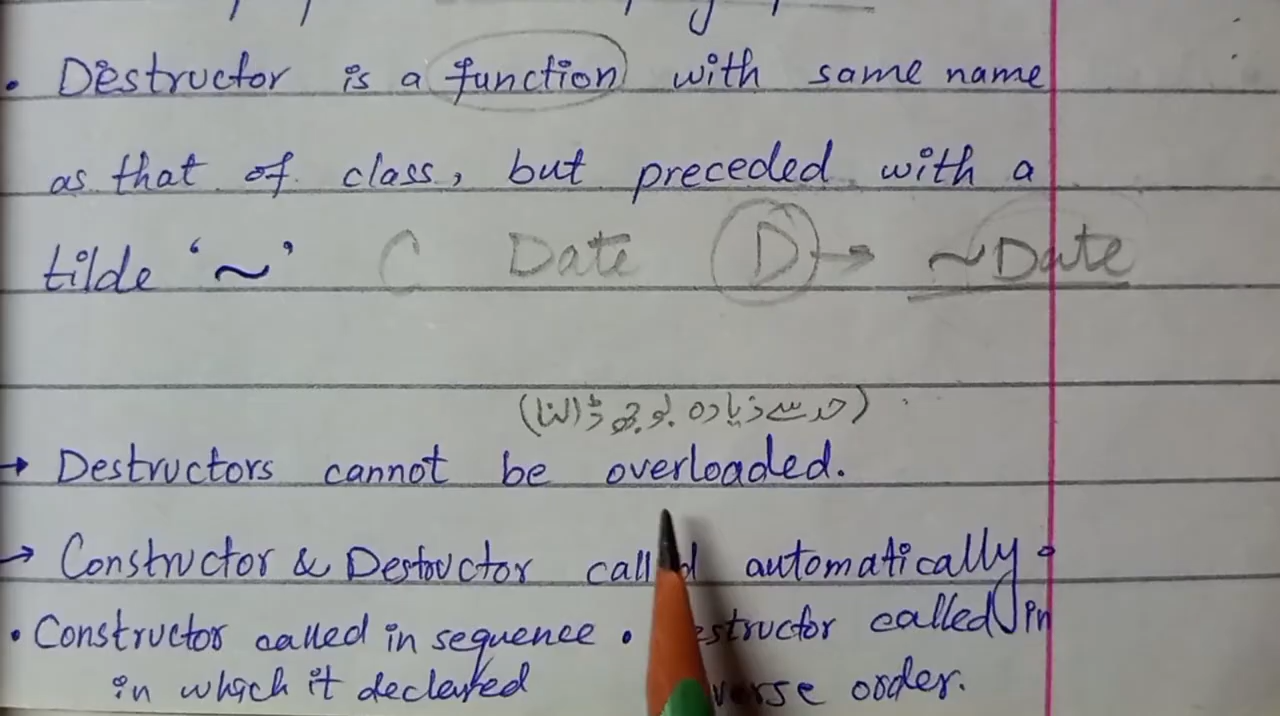 • Destructor is a function with same name
as that of class, but preceded with a
tilde ‘~’ C Date D → ~Date
(حد سے زیادہ بوجھ ڈالنا)
→ Destructors cannot be overloaded.
→ Constructor & Destructor called automatically.
• Constructor called in sequence • Destructor called in
in which it declared reverse order.